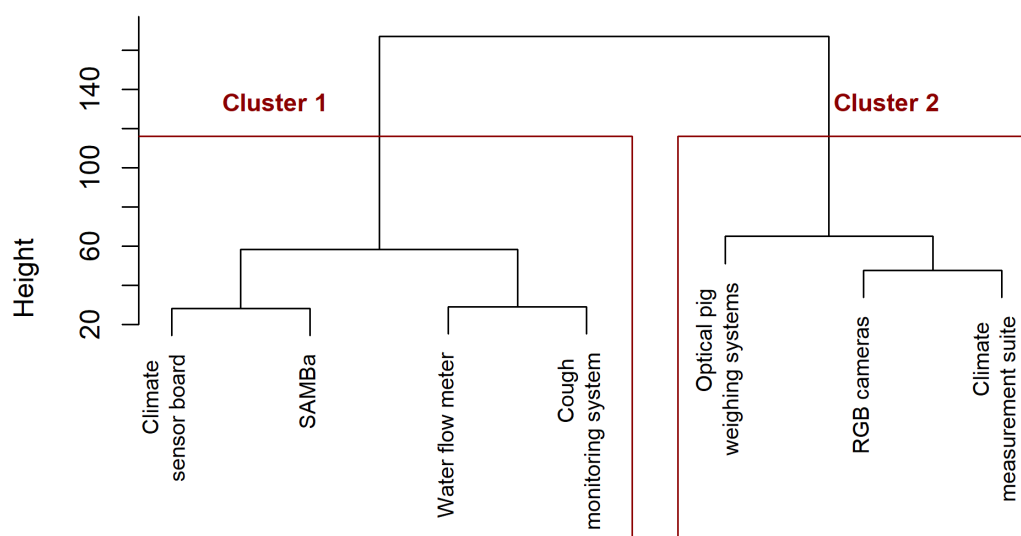 Cluster 1
Cluster 2
Height
140
100
60
20
Climate
sensor board
SAMBa
Water flow meter
Cough
monitoring system
Optical pig
weighing systems
RGB cameras
Climate
measurement suite